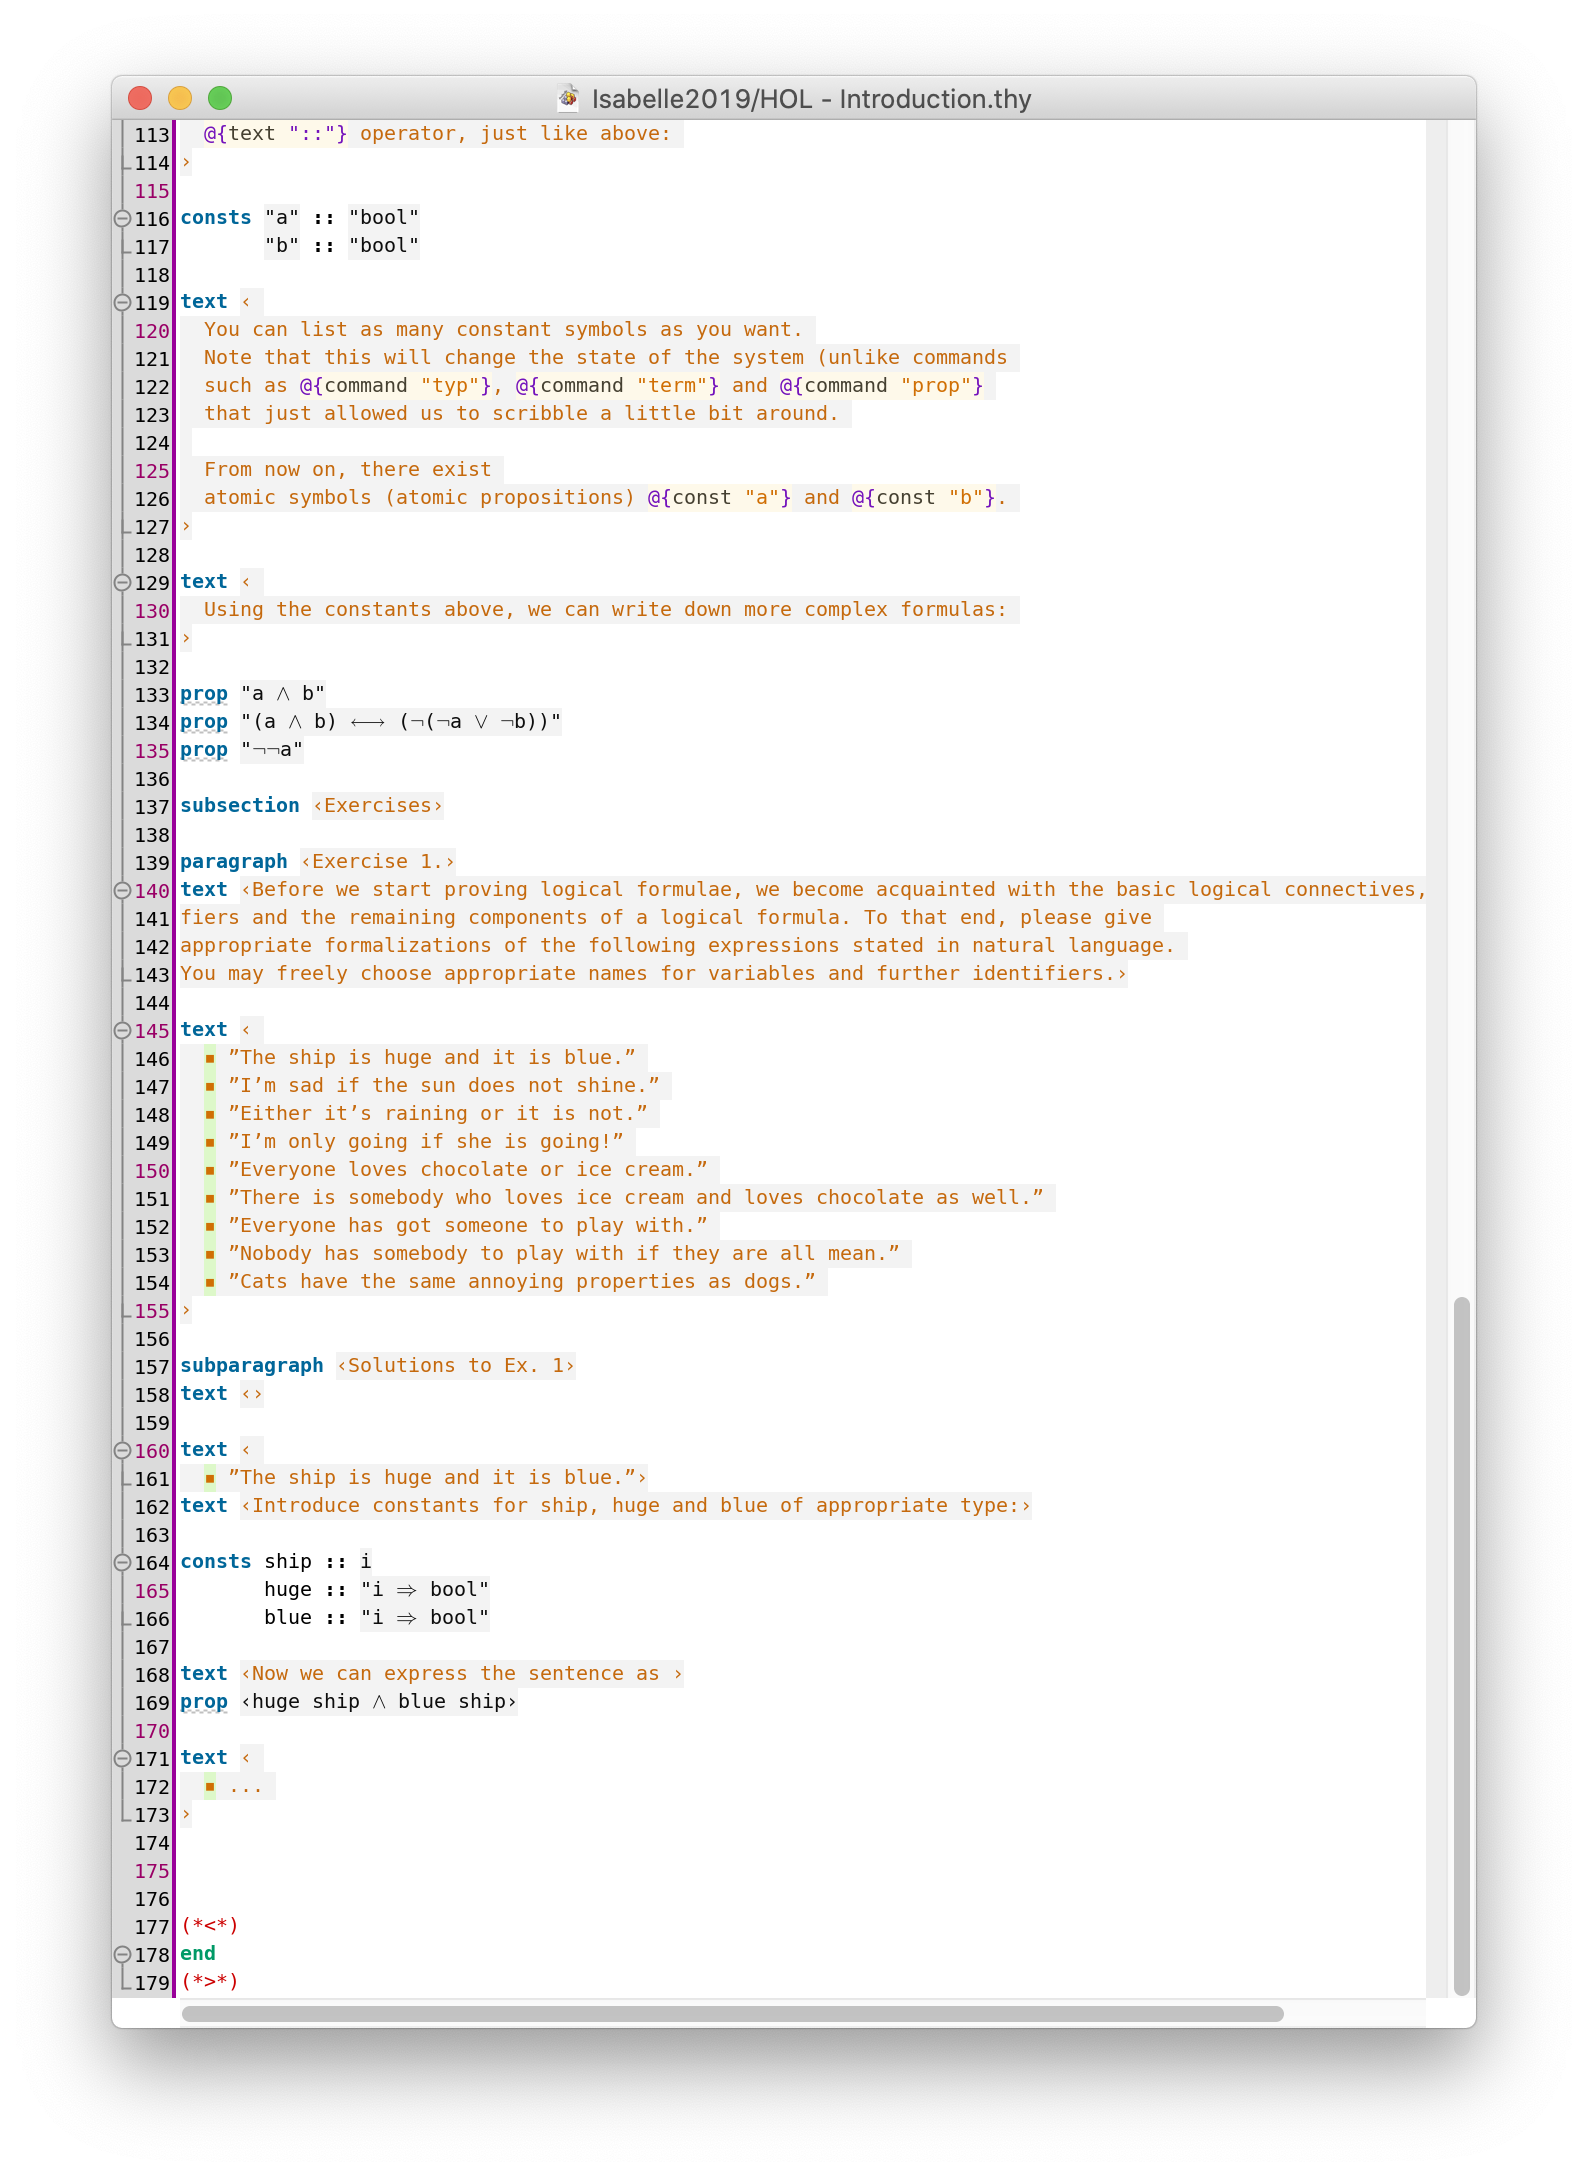 Isabelle2019/HOL - Introduction.thy
113   @{text "::"} operator, just like above:
114 ›
115
116 consts "a" :: "bool"
117        "b" :: "bool"
118
119 text ‹
120   You can list as many constant symbols as you want.
121   Note that this will change the state of the system (unlike commands
122   such as @{command "typ"}, @{command "term"} and @{command "prop"}
123   that just allowed us to scribble a little bit around.
124
125   From now on, there exist
126   atomic symbols (atomic propositions) @{const "a"} and @{const "b"}.
127 ›
128
129 text ‹
130   Using the constants above, we can write down more complex formulas:
131 ›
132
133 prop "a ∧ b"
134 prop "(a ∧ b) ⟷ (¬(¬a ∨ ¬b))"
135 prop "¬¬a"
136
137 subsection ‹Exercises›
138
139 paragraph ‹Exercise 1.›
140 text ‹Before we start proving logical formulae, we become acquainted with the basic logical connectives,
141 fiers and the remaining components of a logical formula. To that end, please give
142 appropriate formalizations of the following expressions stated in natural language.
143 You may freely choose appropriate names for variables and further identifiers.›
144
145 text ‹
146   ▪ ”The ship is huge and it is blue.”
147   ▪ ”I’m sad if the sun does not shine.”
148   ▪ ”Either it’s raining or it is not.”
149   ▪ ”I’m only going if she is going!”
150   ▪ ”Everyone loves chocolate or ice cream.”
151   ▪ ”There is somebody who loves ice cream and loves chocolate as well.”
152   ▪ ”Everyone has got someone to play with.”
153   ▪ ”Nobody has somebody to play with if they are all mean.”
154   ▪ ”Cats have the same annoying properties as dogs.”
155 ›
156
157 subparagraph ‹Solutions to Ex. 1›
158 text ‹›
159
160 text ‹
161   ▪ ”The ship is huge and it is blue.”›
162 text ‹Introduce constants for ship, huge and blue of appropriate type:›
163
164 consts ship :: i
165        huge :: "i ⇒ bool"
166        blue :: "i ⇒ bool"
167
168 text ‹Now we can express the sentence as ›
169 prop ‹huge ship ∧ blue ship›
170
171 text ‹
172   ▪ ...
173 ›
174
175
176
177 (*<*)
178 end
179 (*>*)